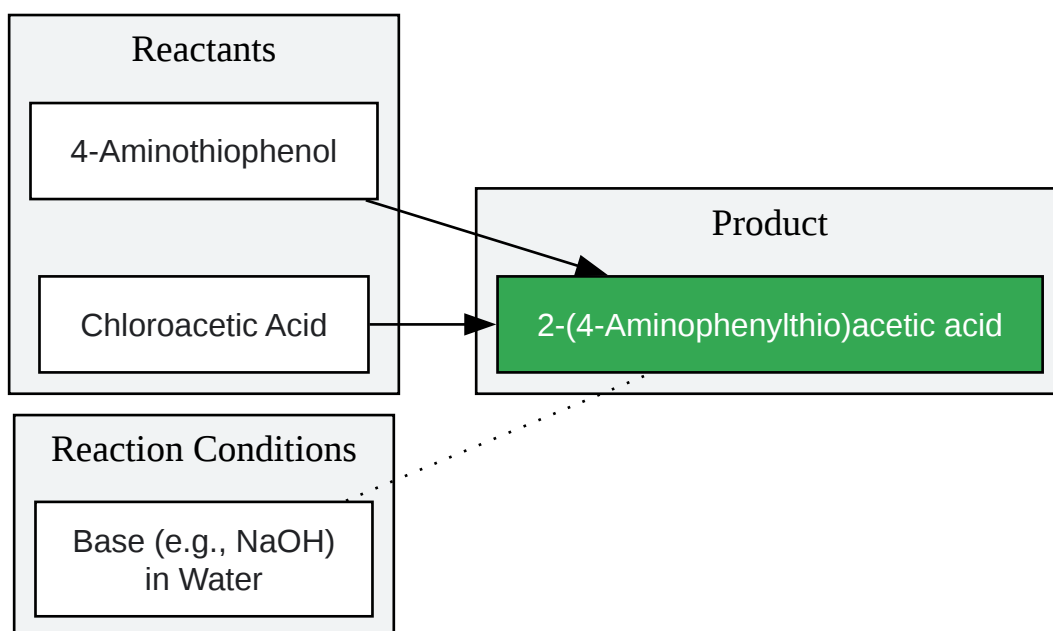 Reactants
4-Aminothiophenol
Chloroacetic Acid
Product
2-(4-Aminophenylthio)acetic acid
Reaction Conditions
Base (e.g., NaOH)
in Water